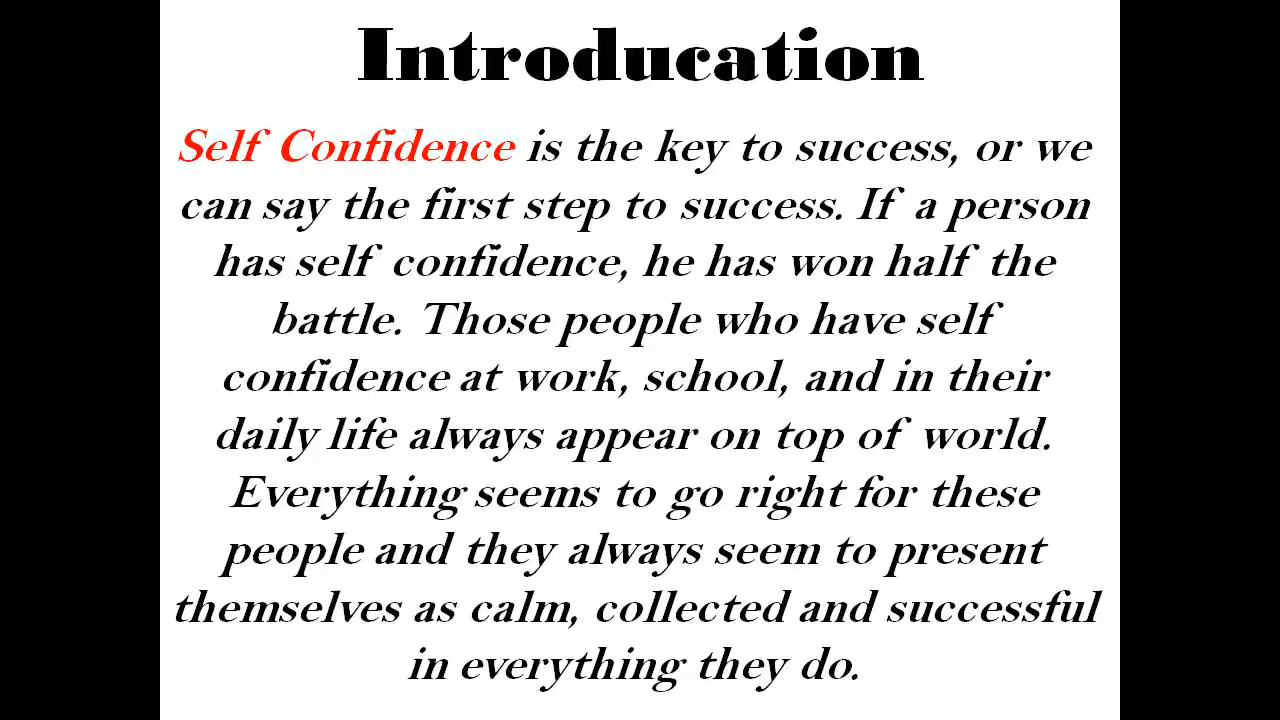 Introducation
Self Confidence is the key to success, or we
can say the first step to success. If a person
has self confidence, he has won half the
battle. Those people who have self
confidence at work, school, and in their
daily life always appear on top of world.
Everything seems to go right for these
people and they always seem to present
themselves as calm, collected and successful
in everything they do.